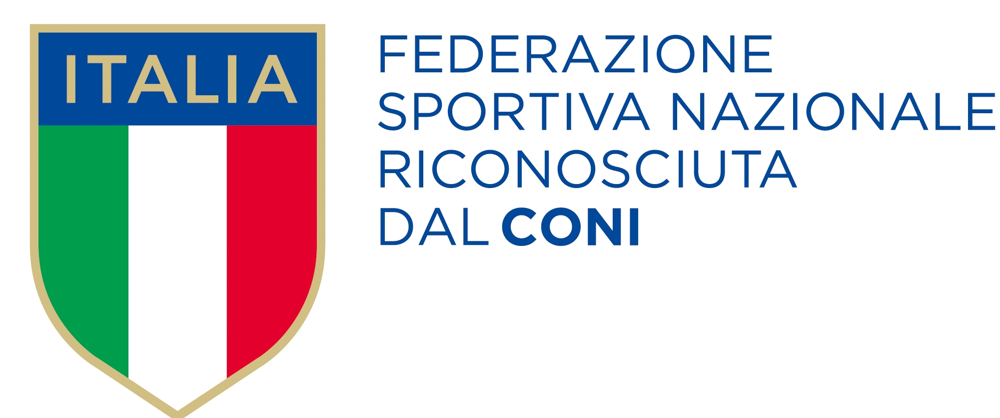 ITALIA
FEDERAZIONE
SPORTIVA NAZIONALE
RICONOSCIUTA
DAL CONI